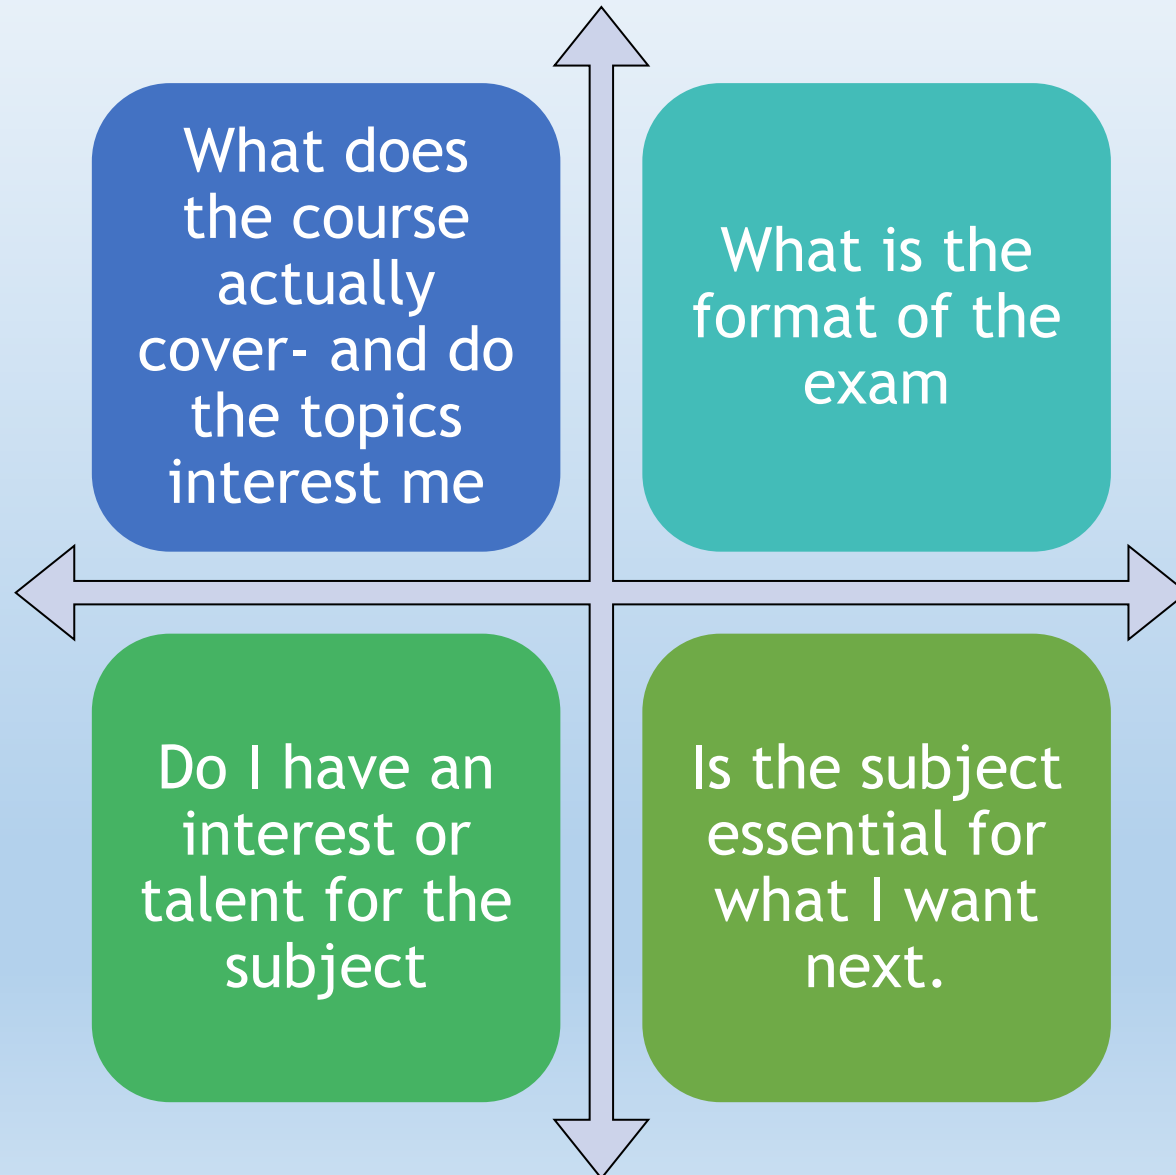 What does
the course
actually
cover- and do
the topics
interest me
What is the
format of the
exam
Do I have an
interest or
talent for the
subject
Is the subject
essential for
what I want
next.